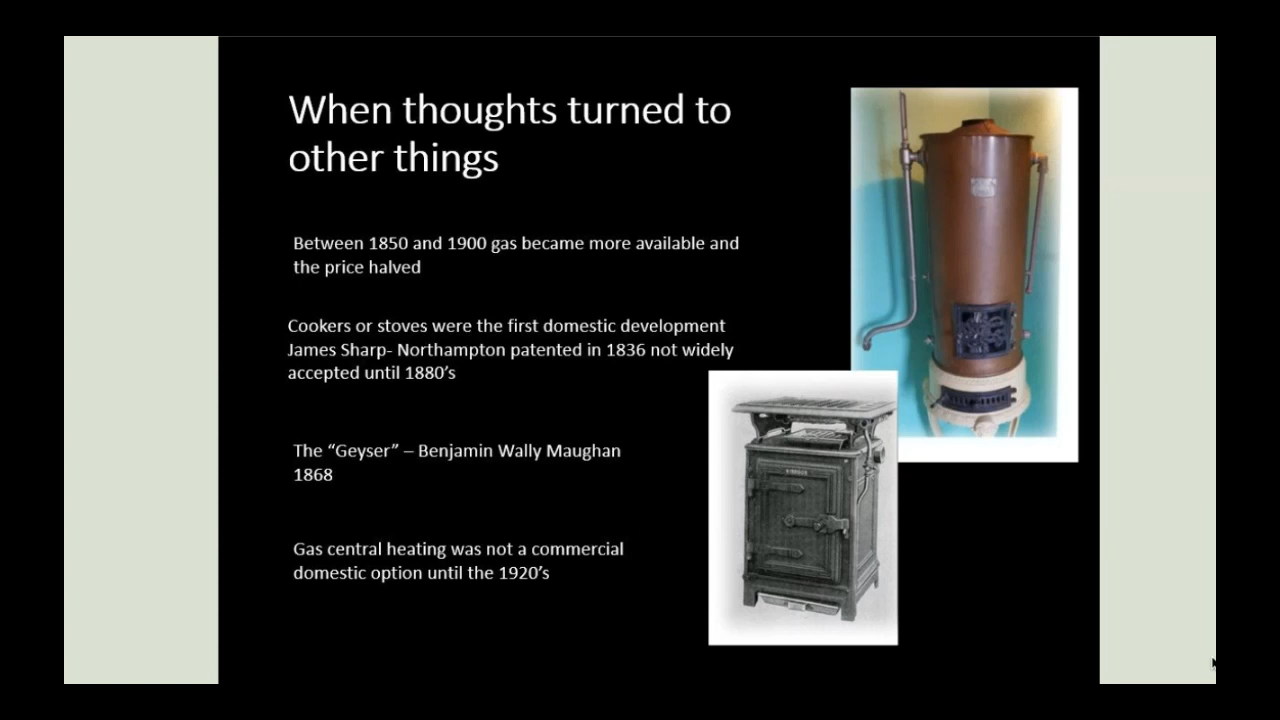 When thoughts turned to
other things
Between 1850 and 1900 gas became more available and
the price halved
Cookers or stoves were the first domestic development
James Sharp- Northampton patented in 1836 not widely
accepted until 1880’s
The “Geyser” – Benjamin Wally Maughan
1868
Gas central heating was not a commercial
domestic option until the 1920’s